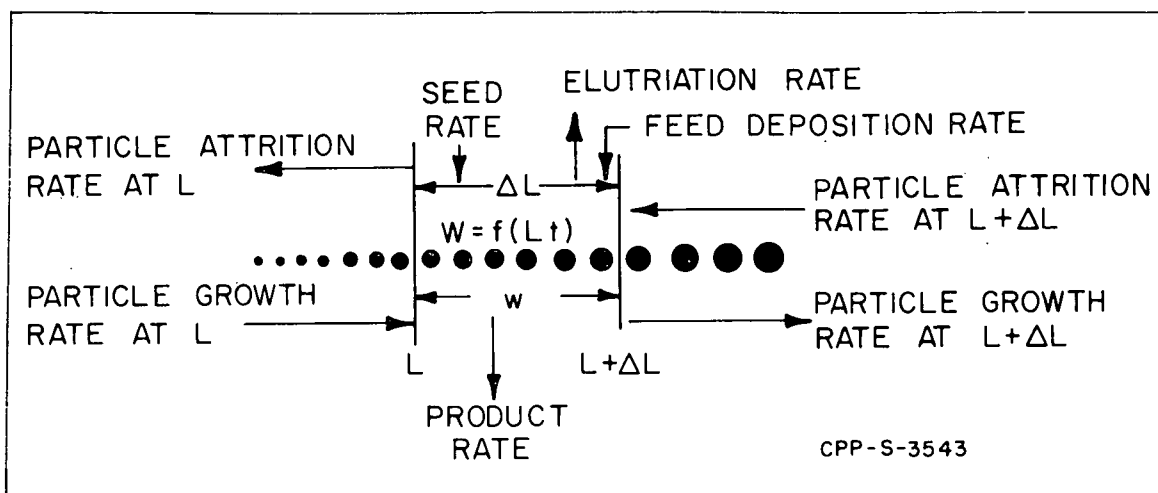 SEED
RATE
ELUTRIATION RATE
FEED DEPOSITION RATE
PARTICLE ATTRITION
RATE AT L
ΔL
PARTICLE ATTRITION
RATE AT L+ΔL
W=f(Lt)
PARTICLE GROWTH
RATE AT L
w
PARTICLE GROWTH
RATE AT L+ΔL
L
L+ΔL
PRODUCT
RATE
CPP-S-3543